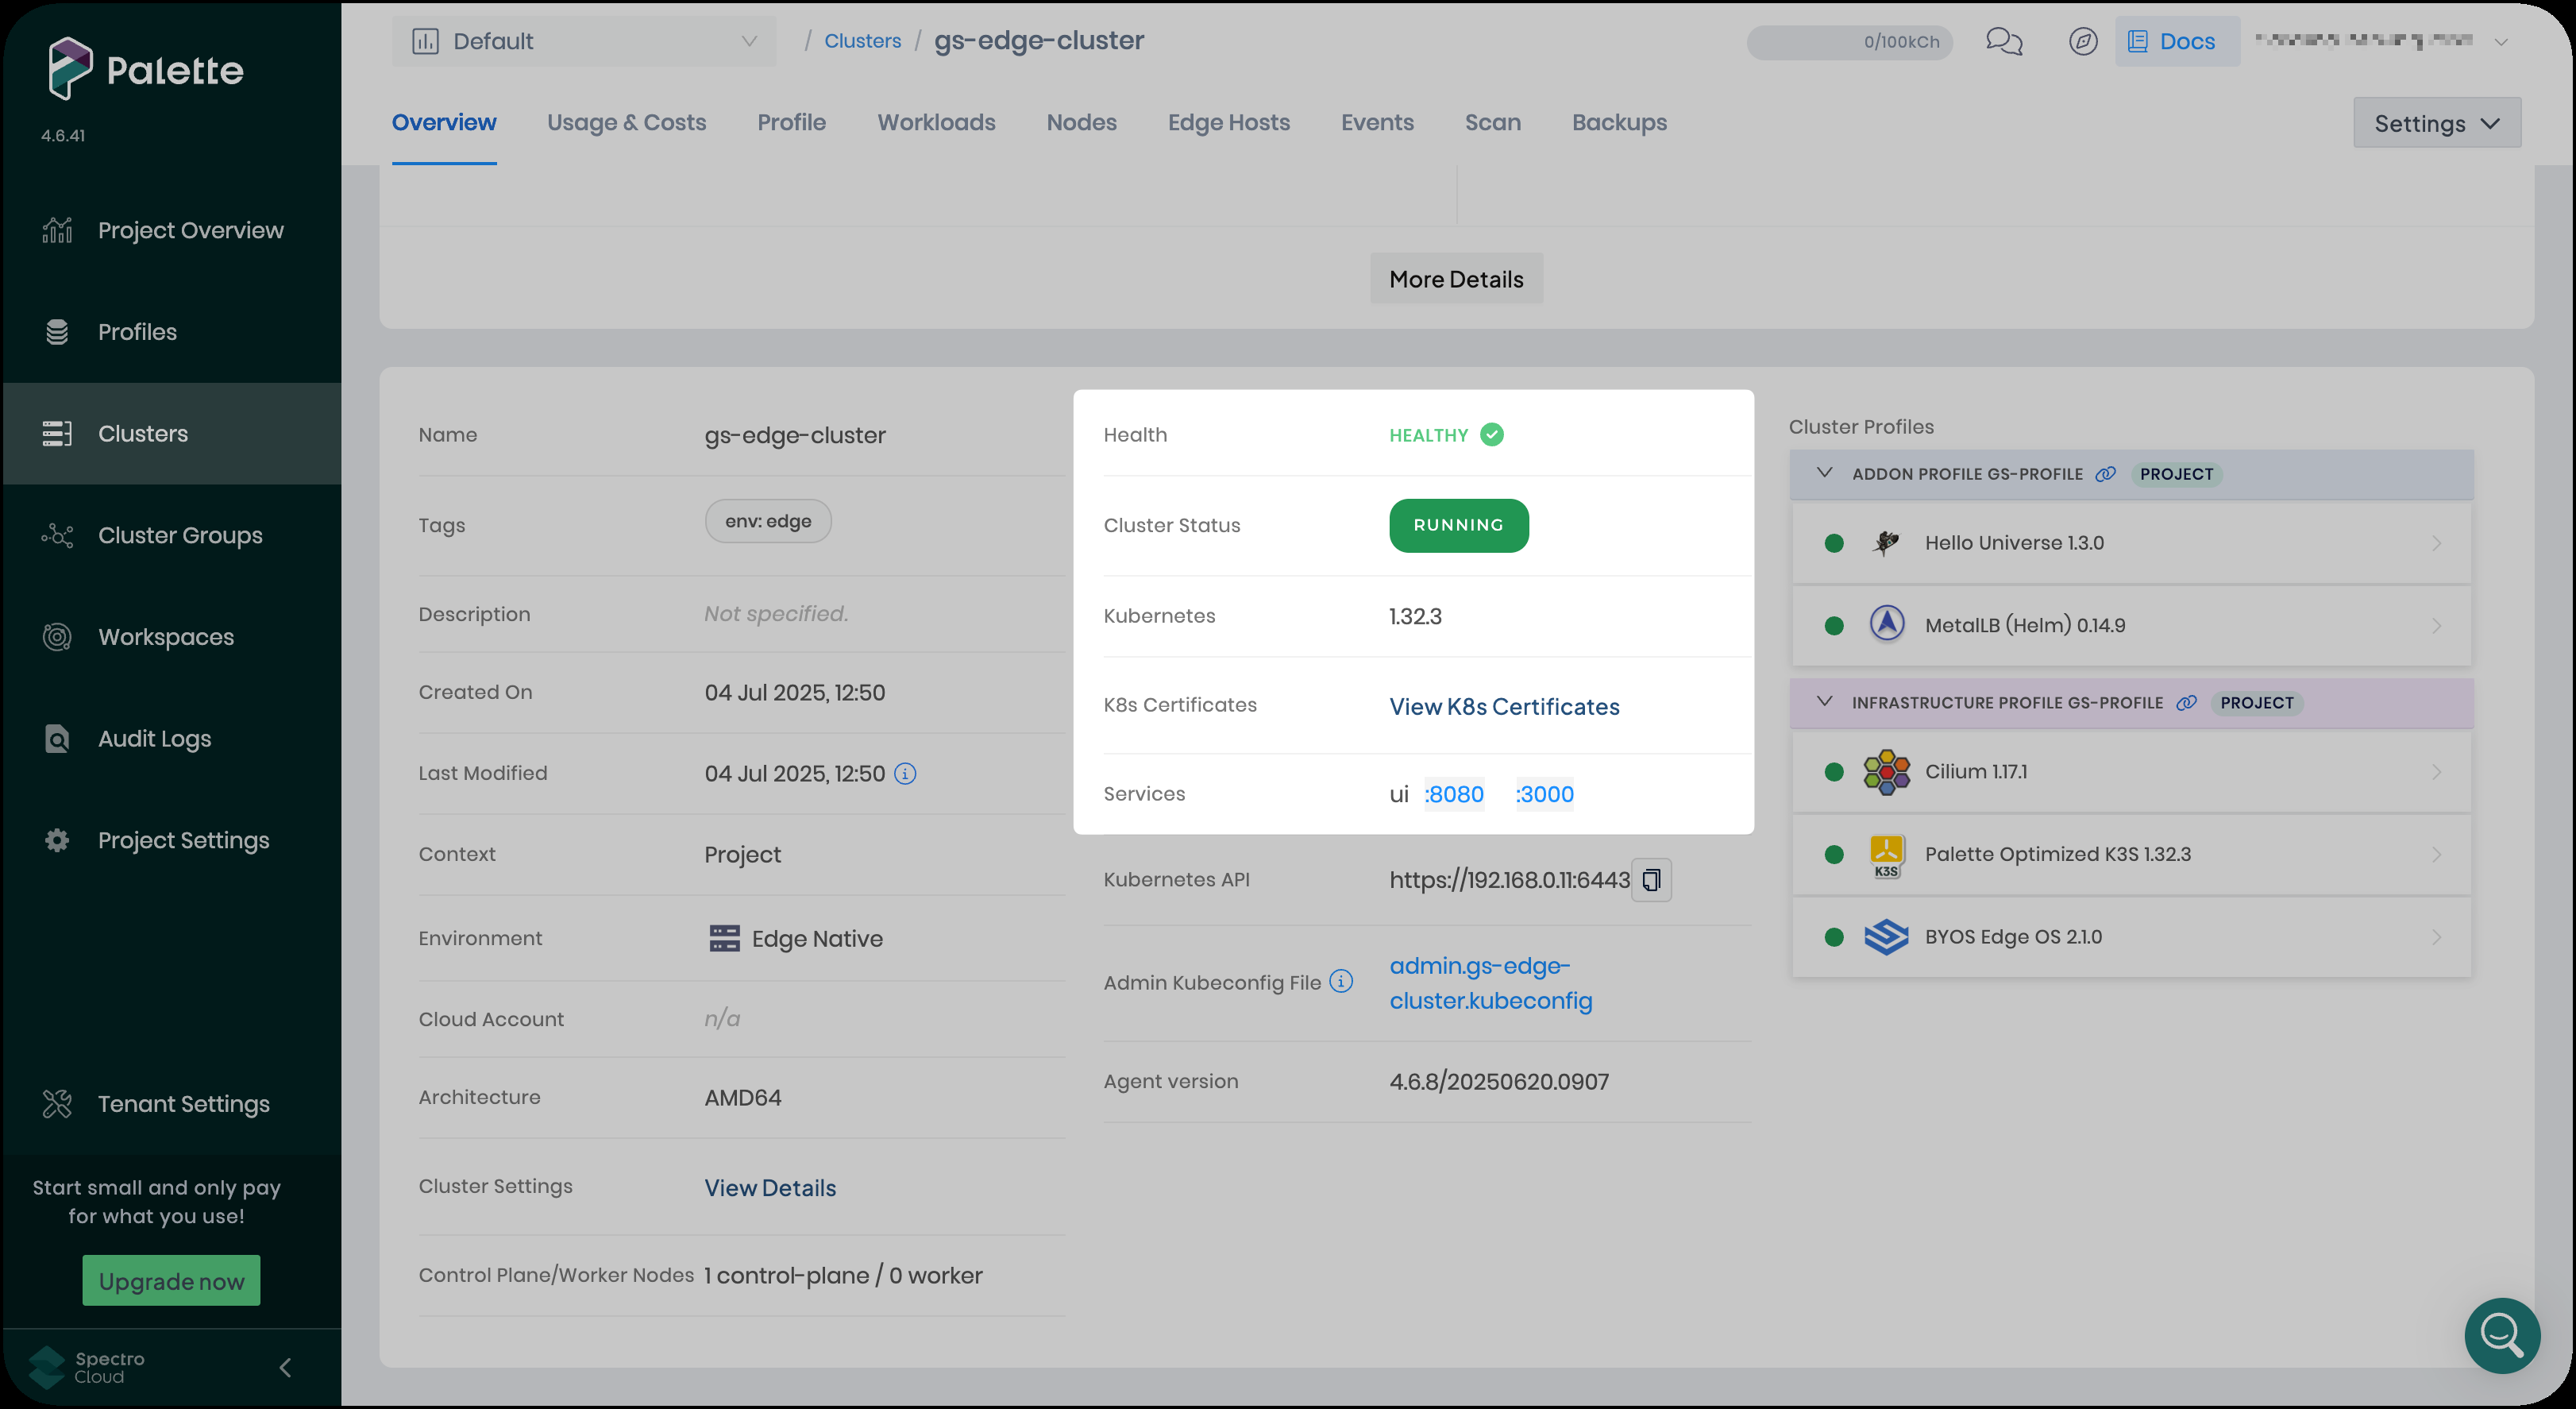 Palette
4.6.41
Project Overview
Profiles
Clusters
Cluster Groups
Workspaces
Audit Logs
Project Settings
Tenant Settings
Start small and only pay
for what you use!
Upgrade now
Spectro
Cloud
Default
/ Clusters / gs-edge-cluster
0/100kCh
Docs
Overview Usage & Costs Profile Workloads Nodes Edge Hosts Events Scan Backups
Settings
More Details
Name gs-edge-cluster
Tags env: edge
Description Not specified.
Created On 04 Jul 2025, 12:50
Last Modified 04 Jul 2025, 12:50
Context Project
Environment Edge Native
Cloud Account n/a
Architecture AMD64
Cluster Settings View Details
Control Plane/Worker Nodes 1 control-plane / 0 worker
Health HEALTHY
Cluster Status RUNNING
Kubernetes 1.32.3
K8s Certificates View K8s Certificates
Services ui :8080 :3000
Kubernetes API https://192.168.0.11:6443
Admin Kubeconfig File admin.gs-edge-
cluster.kubeconfig
Agent version 4.6.8/20250620.0907
Cluster Profiles
ADDON PROFILE GS-PROFILE PROJECT
Hello Universe 1.3.0
MetalLB (Helm) 0.14.9
INFRASTRUCTURE PROFILE GS-PROFILE PROJECT
Cilium 1.17.1
K3S
Palette Optimized K3S 1.32.3
BYOS Edge OS 2.1.0